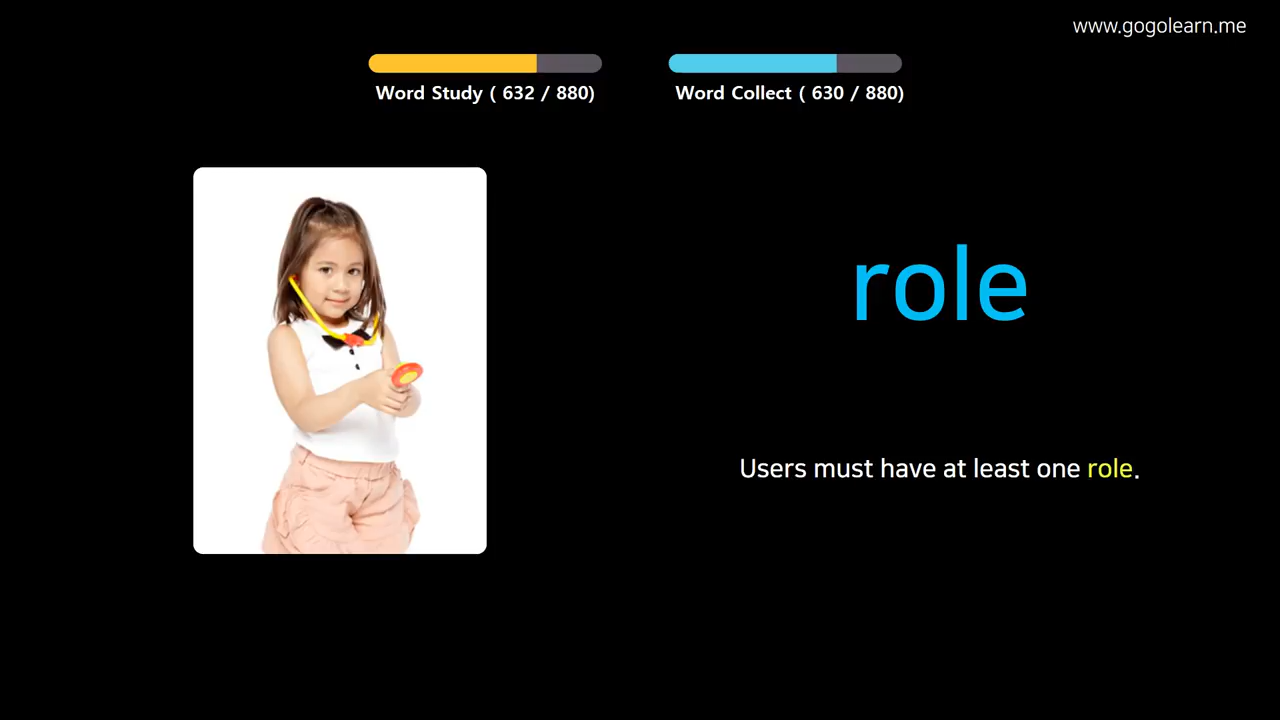 www.gogolearn.me
Word Study ( 632 / 880)
Word Collect ( 630 / 880)
role
Users must have at least one role.